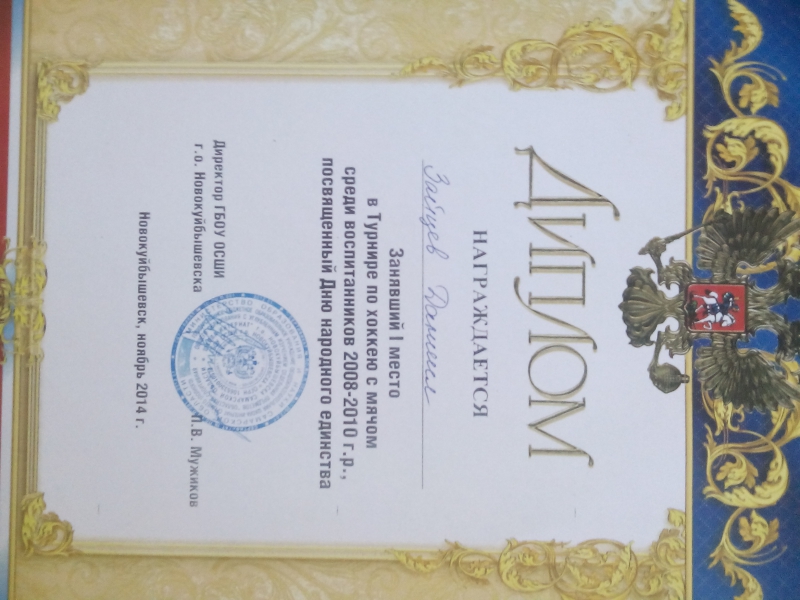 ДИПЛОМ
НАГРАЖДАЕТСЯ
Зайцев Даниил
Занявший I место
в Турнире по хоккею с мячом
среди воспитанников 2008-2010 г.р.,
посвященный Дню народного единства
Директор ГБОУ ОСШИ
г.о. Новокуйбышевска П.В. Мужиков
Новокуйбышевск, ноябрь 2014 г.